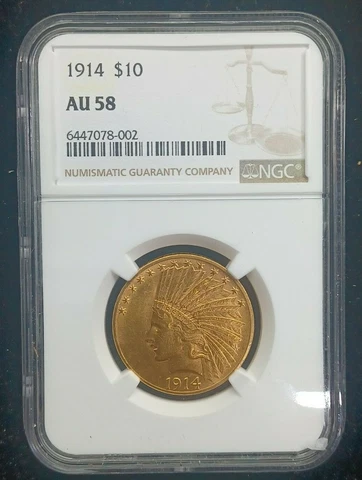 1914 $10
AU 58
6447078-002
NUMISMATIC GUARANTY COMPANY NGC
1914